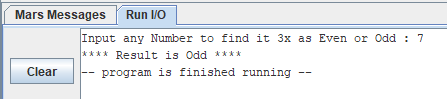 Mars Messages Run I/O
Input any Number to find it 3x as Even or Odd : 7
**** Result is Odd ****
-- program is finished running --
Clear